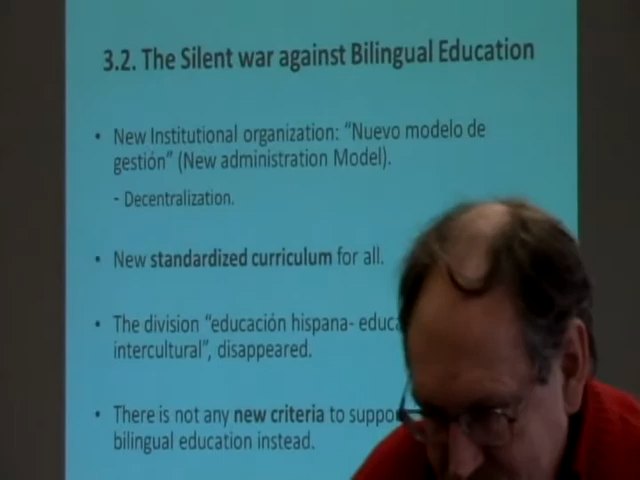 3.2. The Silent war against Bilingual Education
• New Institutional organization: “Nuevo modelo de
gestión” (New administration Model).
- Decentralization.
• New standardized curriculum for all.
• The division “educación hispana- educ
intercultural”, disappeared.
• There is not any new criteria to suppo
bilingual education instead.